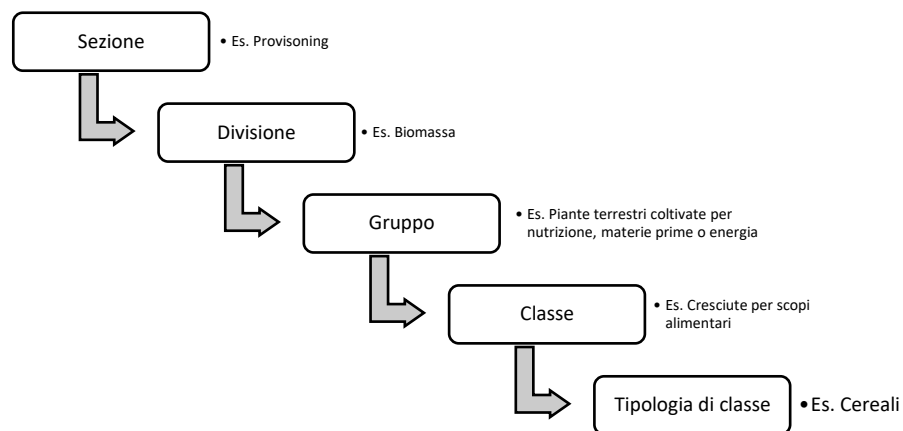 Sezione
• Es. Provisoning
Divisione
• Es. Biomassa
Gruppo
• Es. Piante terrestri coltivate per
nutrizione, materie prime o energia
Classe
• Es. Cresciute per scopi
alimentari
Tipologia di classe
• Es. Cereali